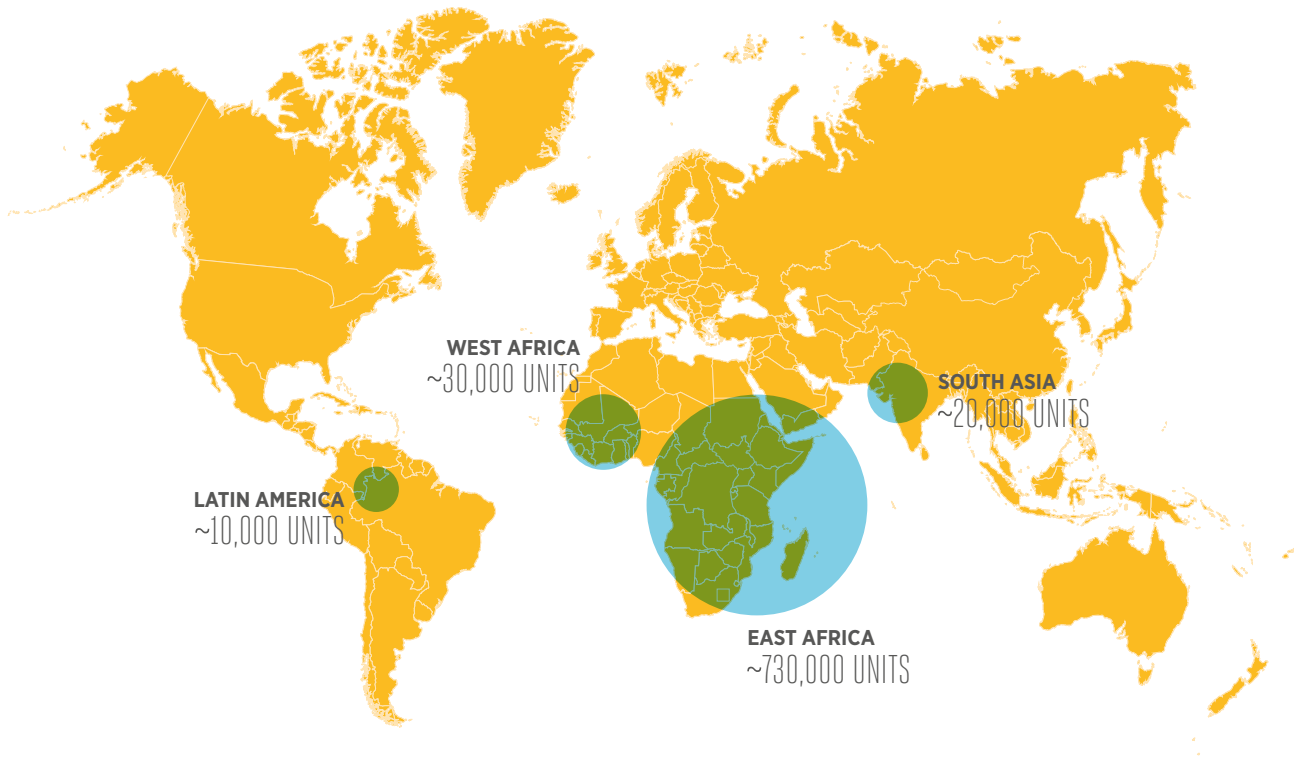 WEST AFRICA
~30,000 UNITS
SOUTH ASIA
~20,000 UNITS
LATIN AMERICA
~10,000 UNITS
EAST AFRICA
~730,000 UNITS